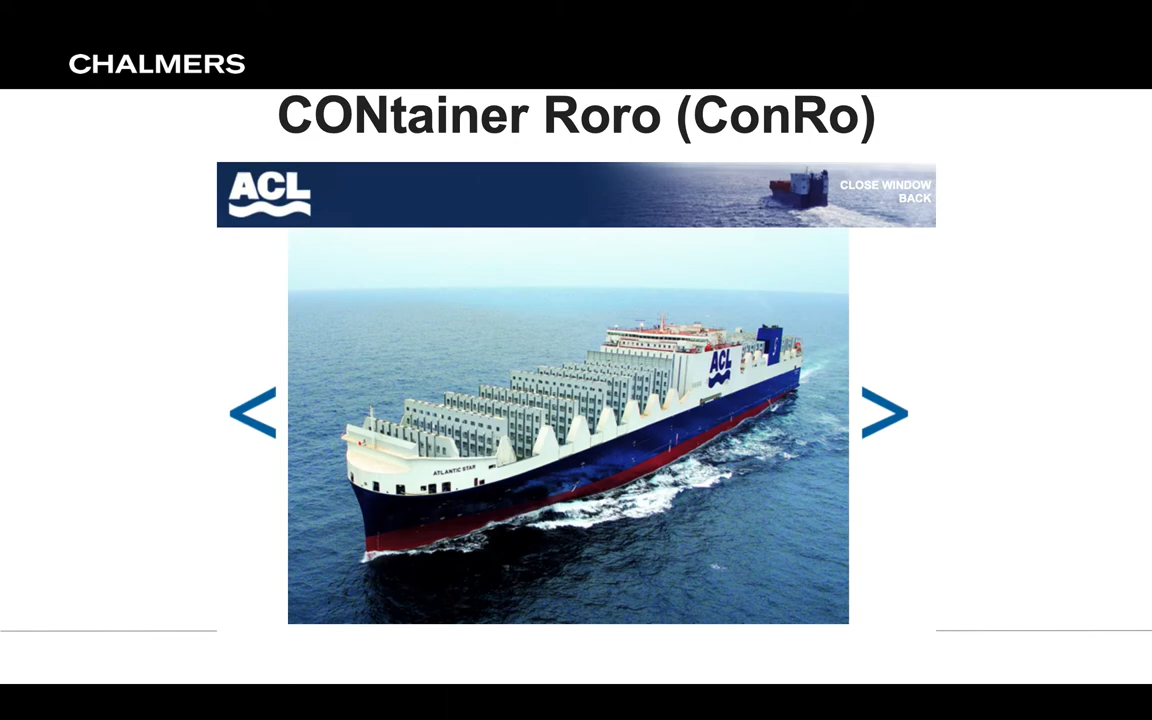 CHALMERS
CONtainer Roro (ConRo)
ACL
CLOSE WINDOW
BACK
ACL
ATLANTIC STAR